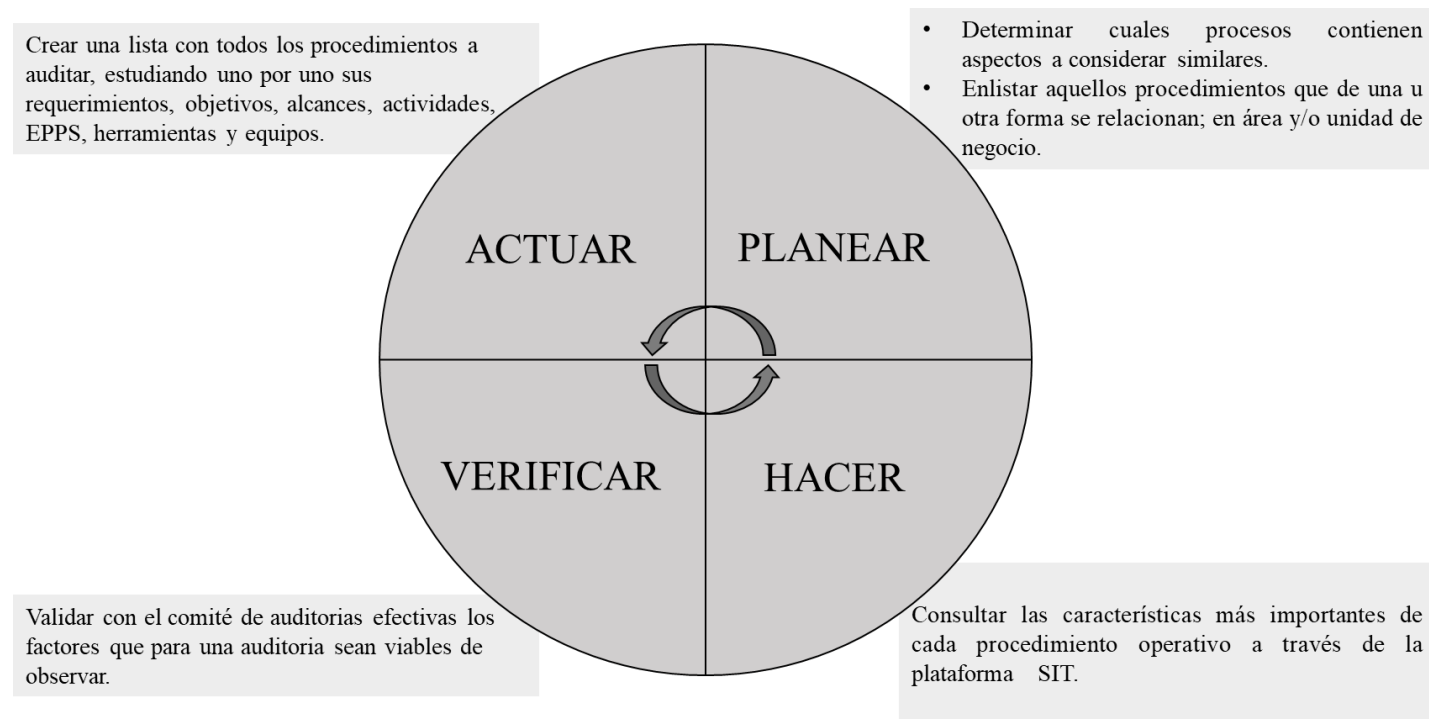 Crear una lista con todos los procedimientos a
auditar, estudiando uno por uno sus
requerimientos, objetivos, alcances, actividades,
EPPS, herramientas y equipos.
• Determinar cuales procesos contienen
aspectos a considerar similares.
• Enlistar aquellos procedimientos que de una u
otra forma se relacionan; en área y/o unidad de
negocio.
ACTUAR
PLANEAR
VERIFICAR
HACER
Validar con el comité de auditorias efectivas los
factores que para una auditoria sean viables de
observar.
Consultar las características más importantes de
cada procedimiento operativo a través de la
plataforma SIT.